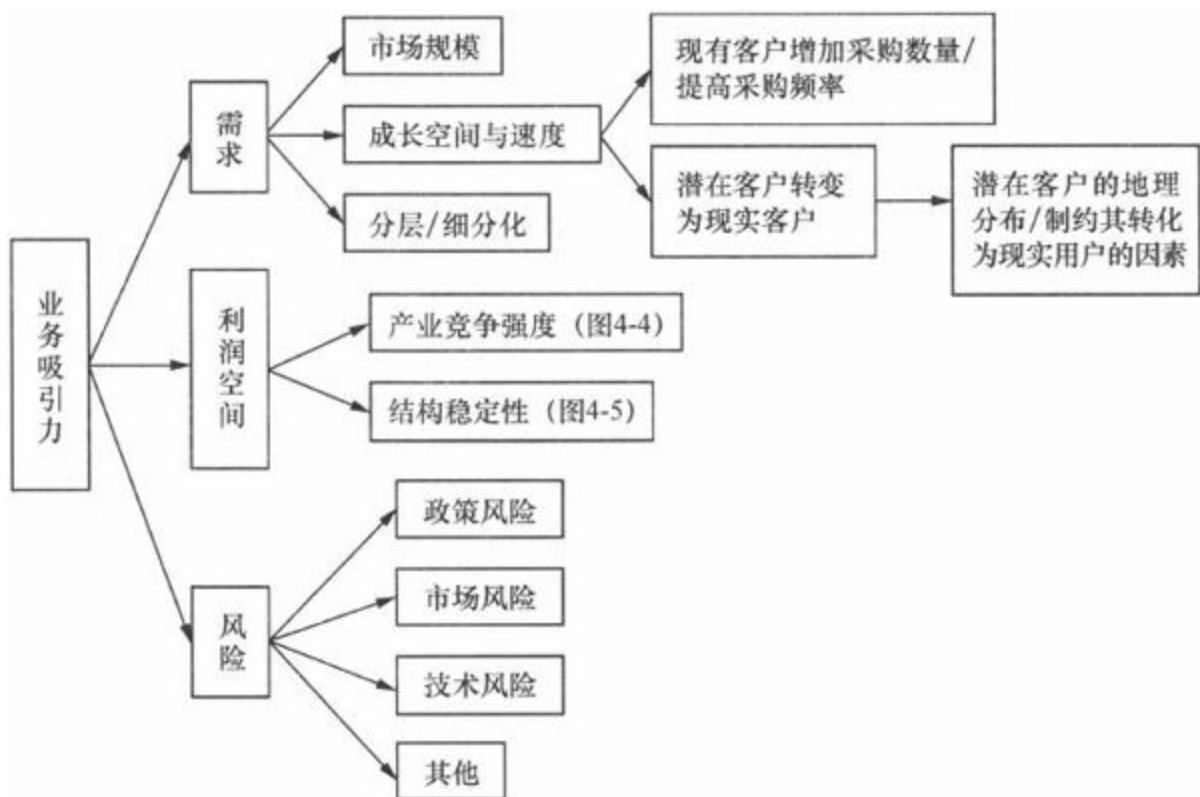 业务吸引力
需求
市场规模
成长空间与速度
分层/细分化
现有客户增加采购数量/
提高采购频率
潜在客户转变
为现实客户
潜在客户的地理
分布/制约其转化
为现实用户的因素
利润空间
产业竞争强度（图4-4）
结构稳定性（图4-5）
风险
政策风险
市场风险
技术风险
其他